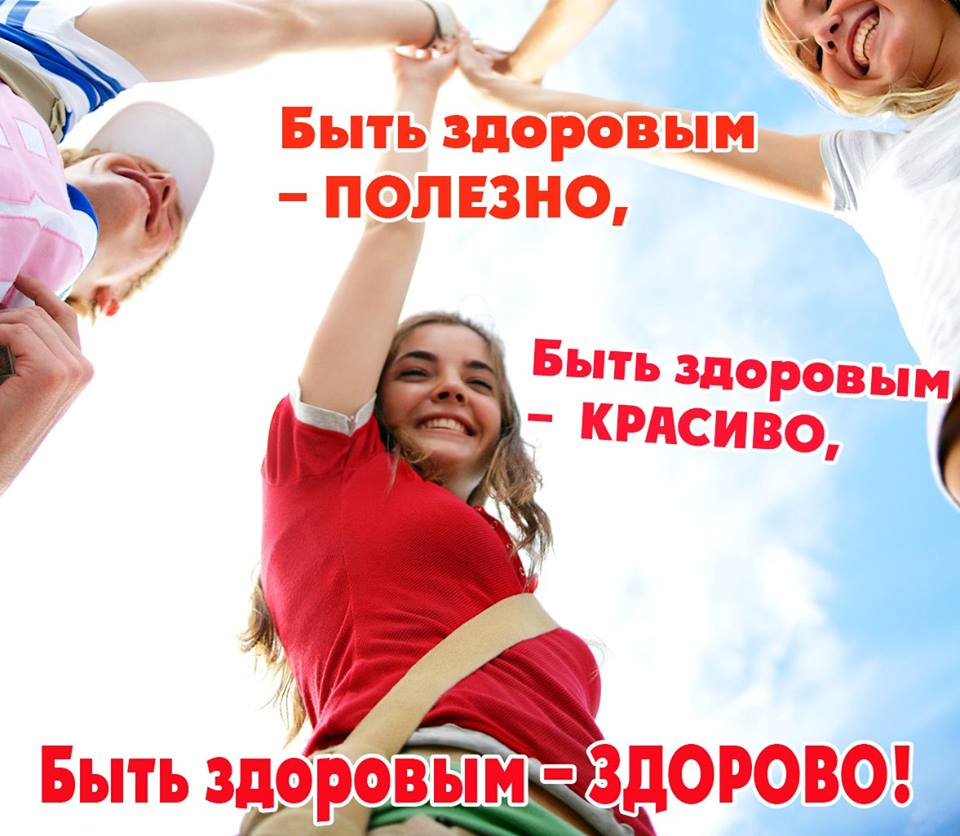 Быть здоровым
– ПОЛЕЗНО,
Быть здоровым
– КРАСИВО,
Быть здоровым – ЗДОРОВО!